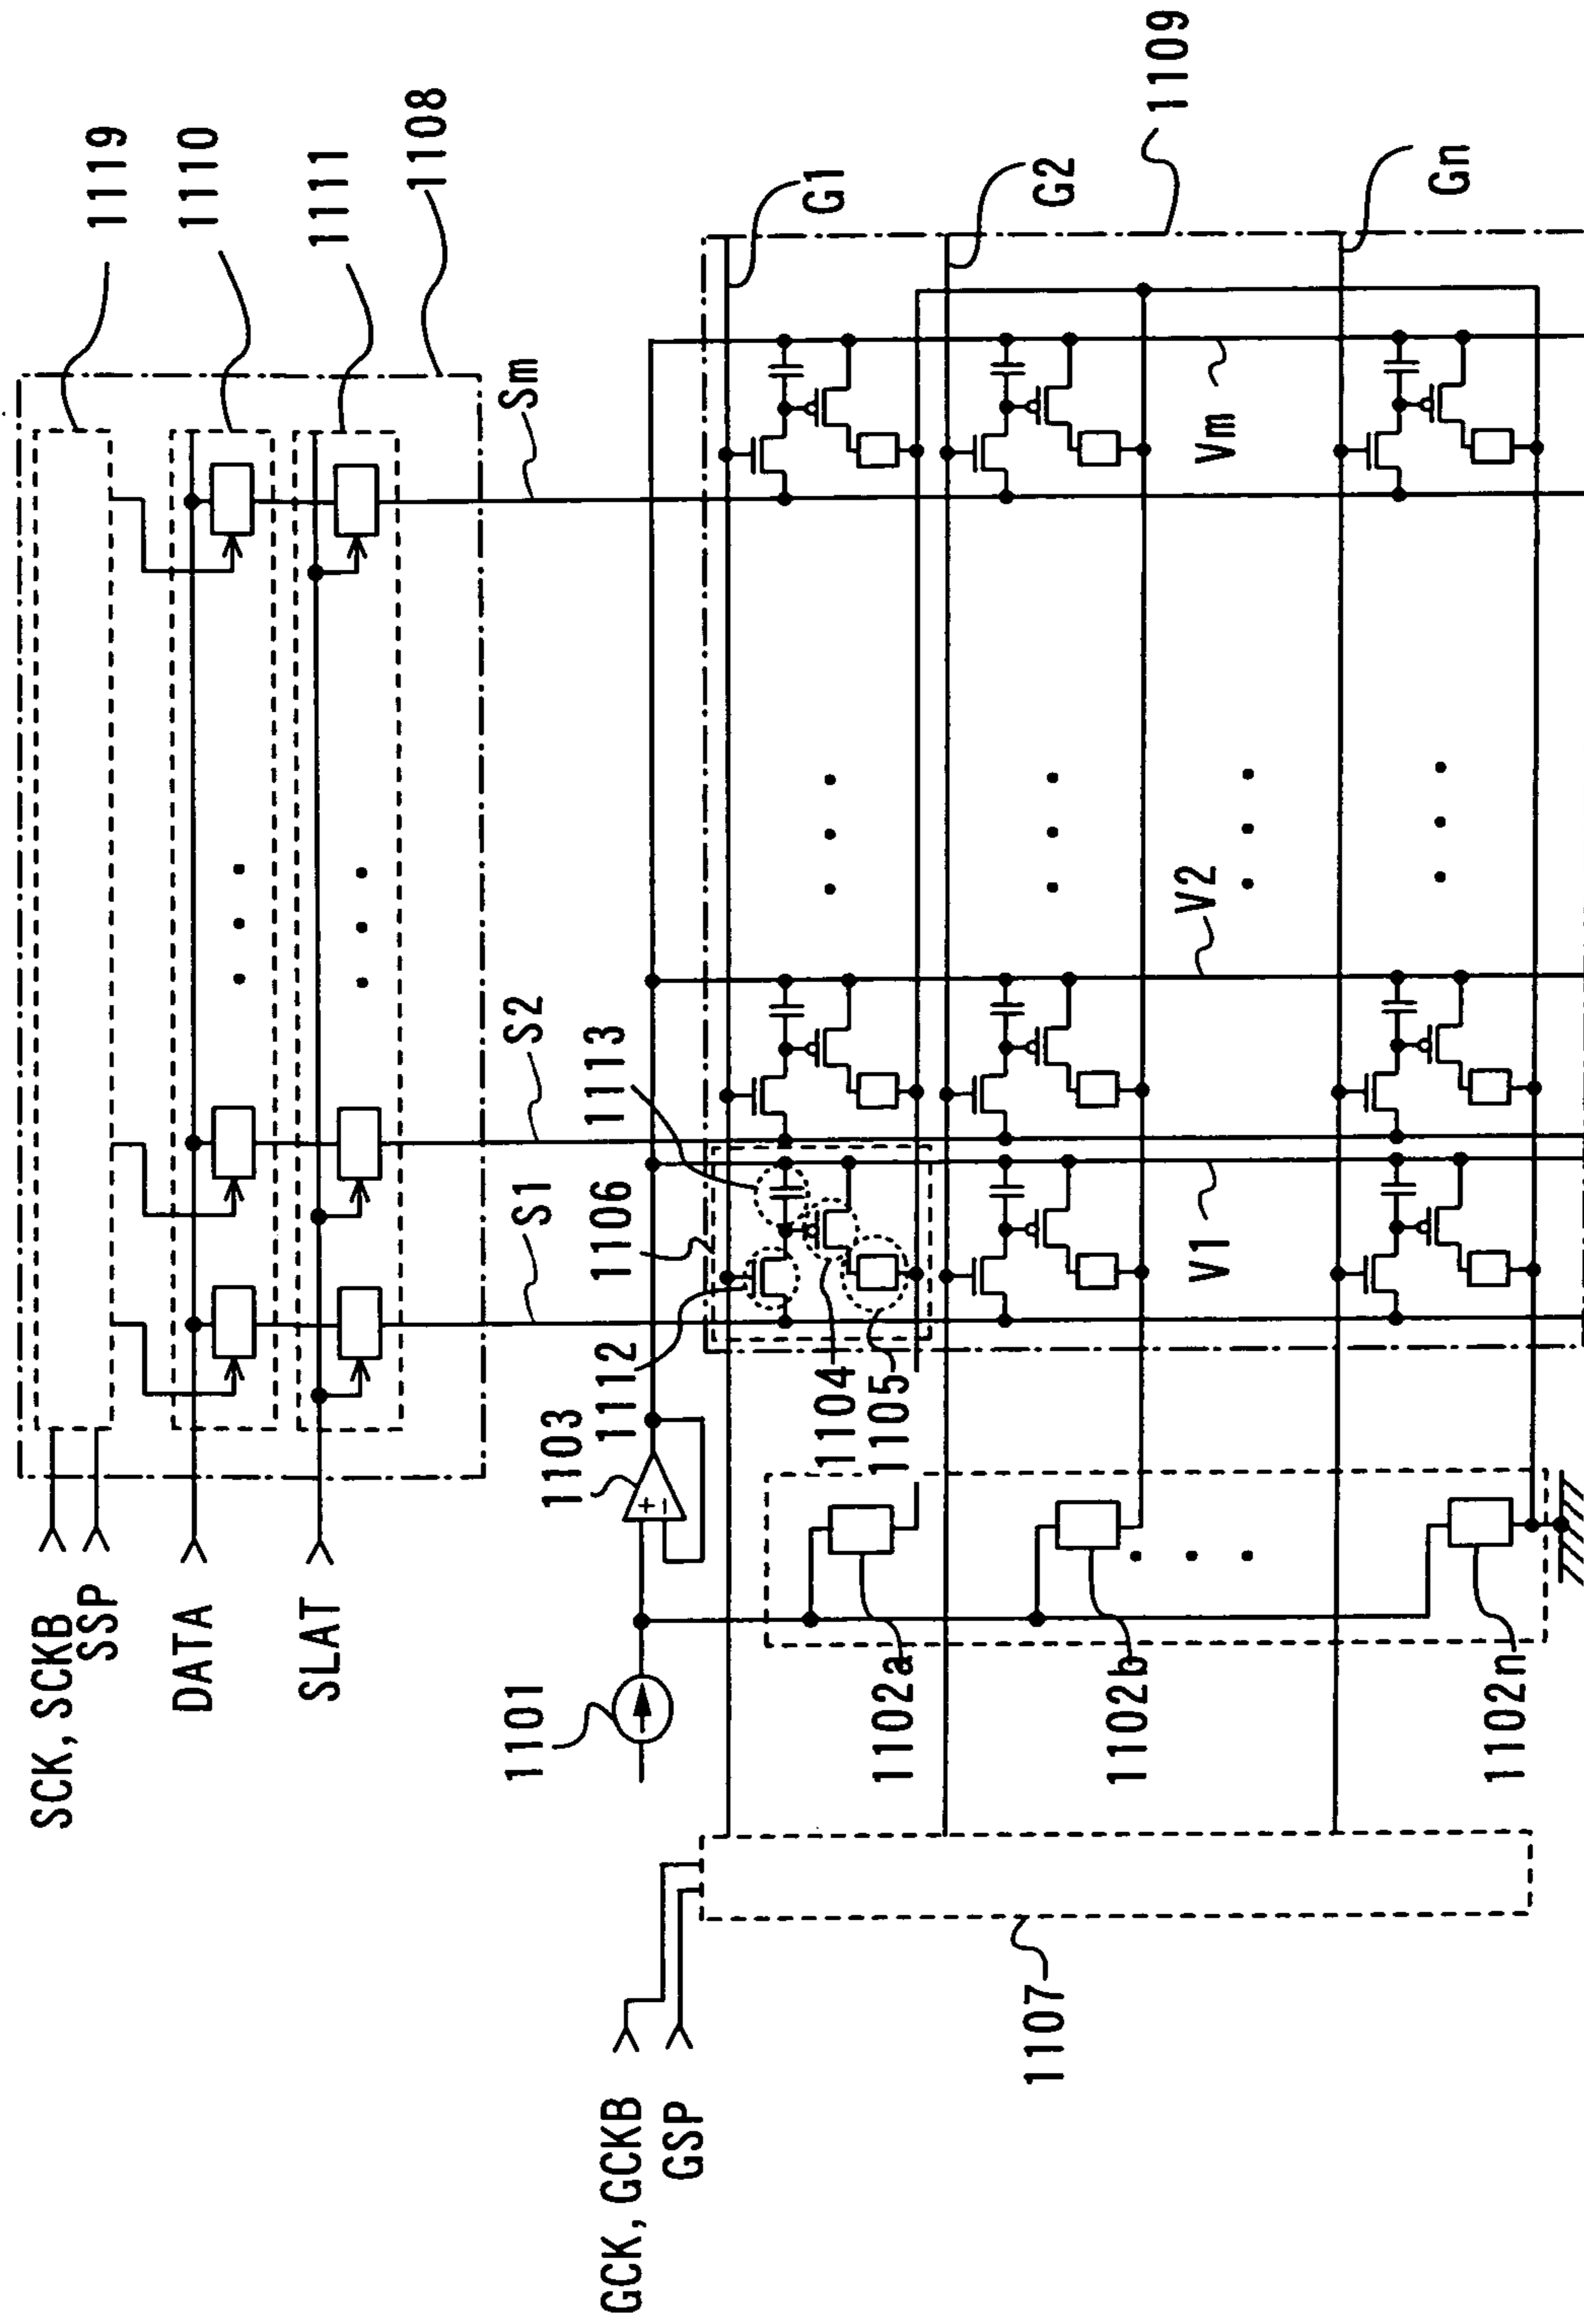 SCK, SCKB
SSP
DATA
SLAT
1119
1110
1111
1108
S1
S2
Sm
1101
1103
1112
1106
1113
1104
1105
G1
G2
Gn
1109
V1
V2
Vm
1102a
1102b
1102n
GCK, GCKB
GSP
1107
+
−